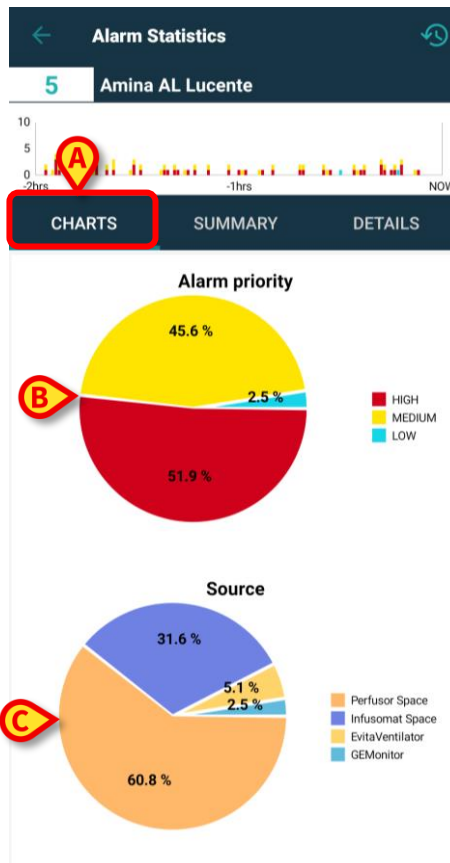 Alarm Statistics
5 Amina AL Lucente
10
5
0
-2hrs -1hrs NOW
A
CHARTS SUMMARY DETAILS
Alarm priority
45.6 %
2.5 %
51.9 %
B
HIGH
MEDIUM
LOW
Source
31.6 %
5.1 %
2.5 %
60.8 %
C
Perfusor Space
Infusomat Space
EvitaVentilator
GEMonitor